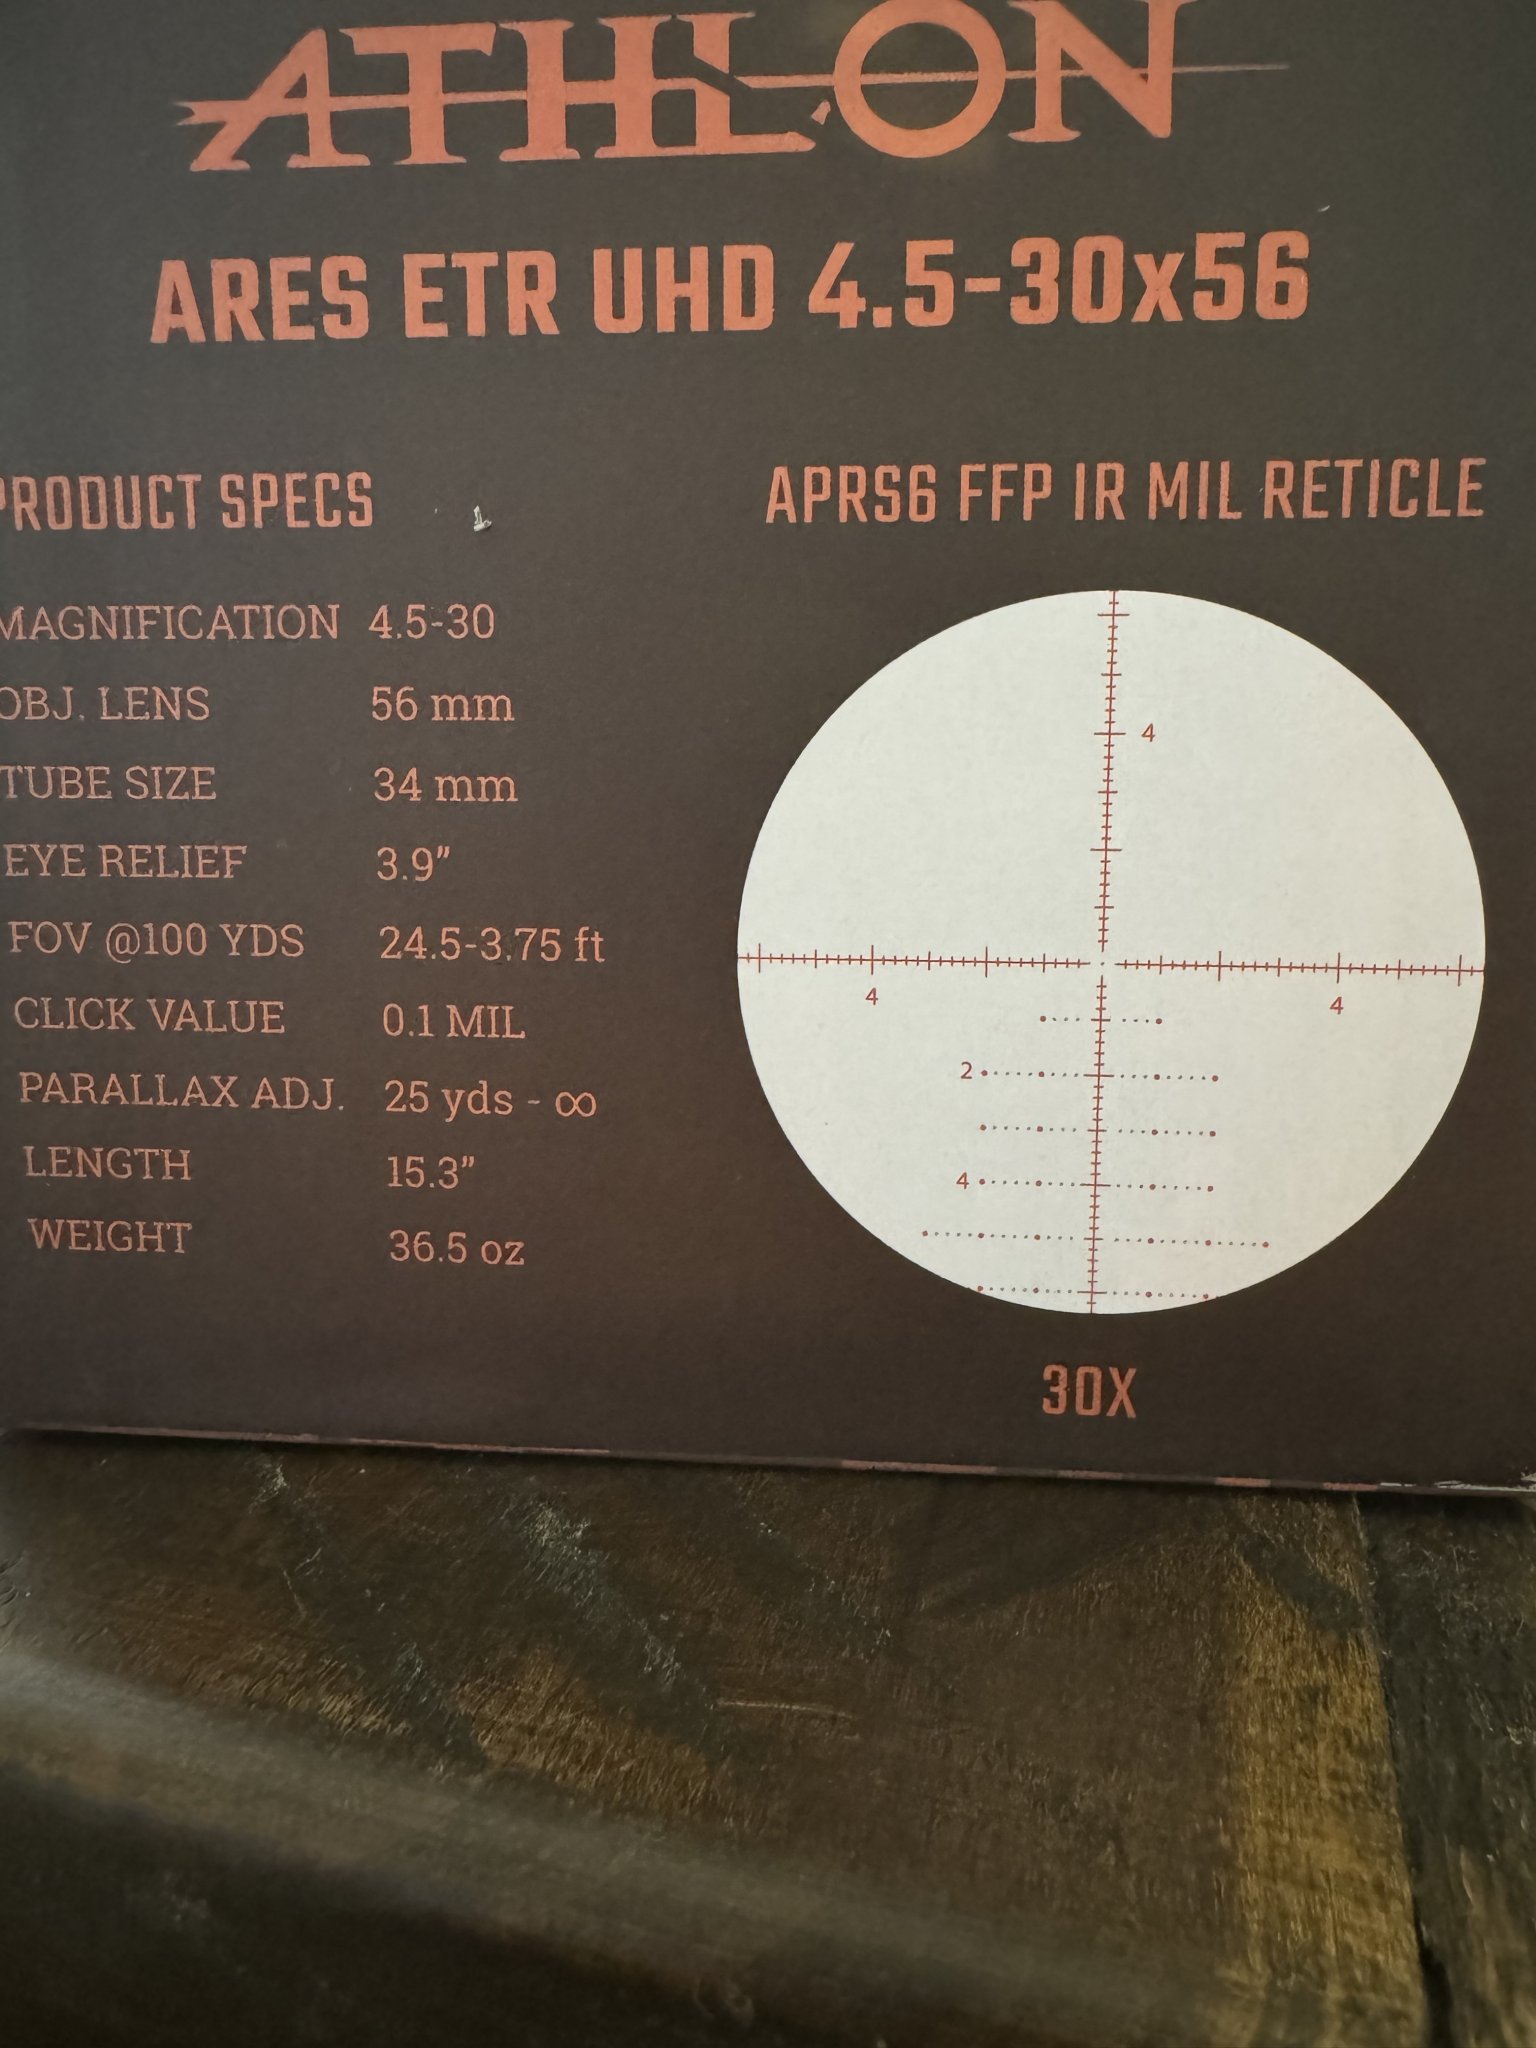 ATHLON
ARES ETR UHD 4.5-30x56
PRODUCT SPECS
MAGNIFICATION 4.5-30
OBJ. LENS 56 mm
TUBE SIZE 34 mm
EYE RELIEF 3.9"
FOV @100 YDS 24.5-3.75 ft
CLICK VALUE 0.1 MIL
PARALLAX ADJ. 25 yds - ∞
LENGTH 15.3"
WEIGHT 36.5 oz
APRS6 FFP IR MIL RETICLE
4
4
4
2
4
30X